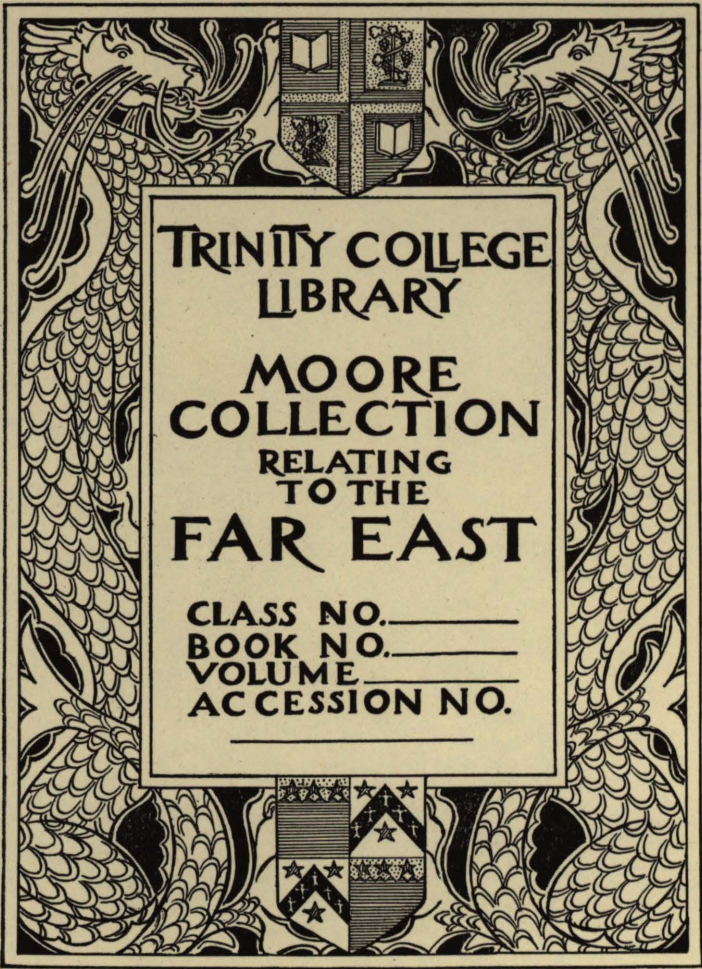 TRINITY COLLEGE
LIBRARY
MOORE
COLLECTION
RELATING
TO THE
FAR EAST
CLASS NO.
BOOK NO.
VOLUME
ACCESSION NO.